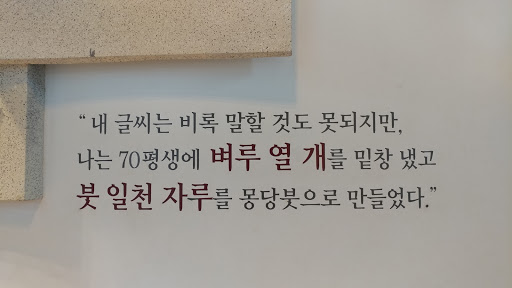 “내 글씨는 비록 말할 것도 못되지만,
나는 70평생에 벼루 열 개를 밑창 냈고
붓 일천 자루를 몽당붓으로 만들었다.”